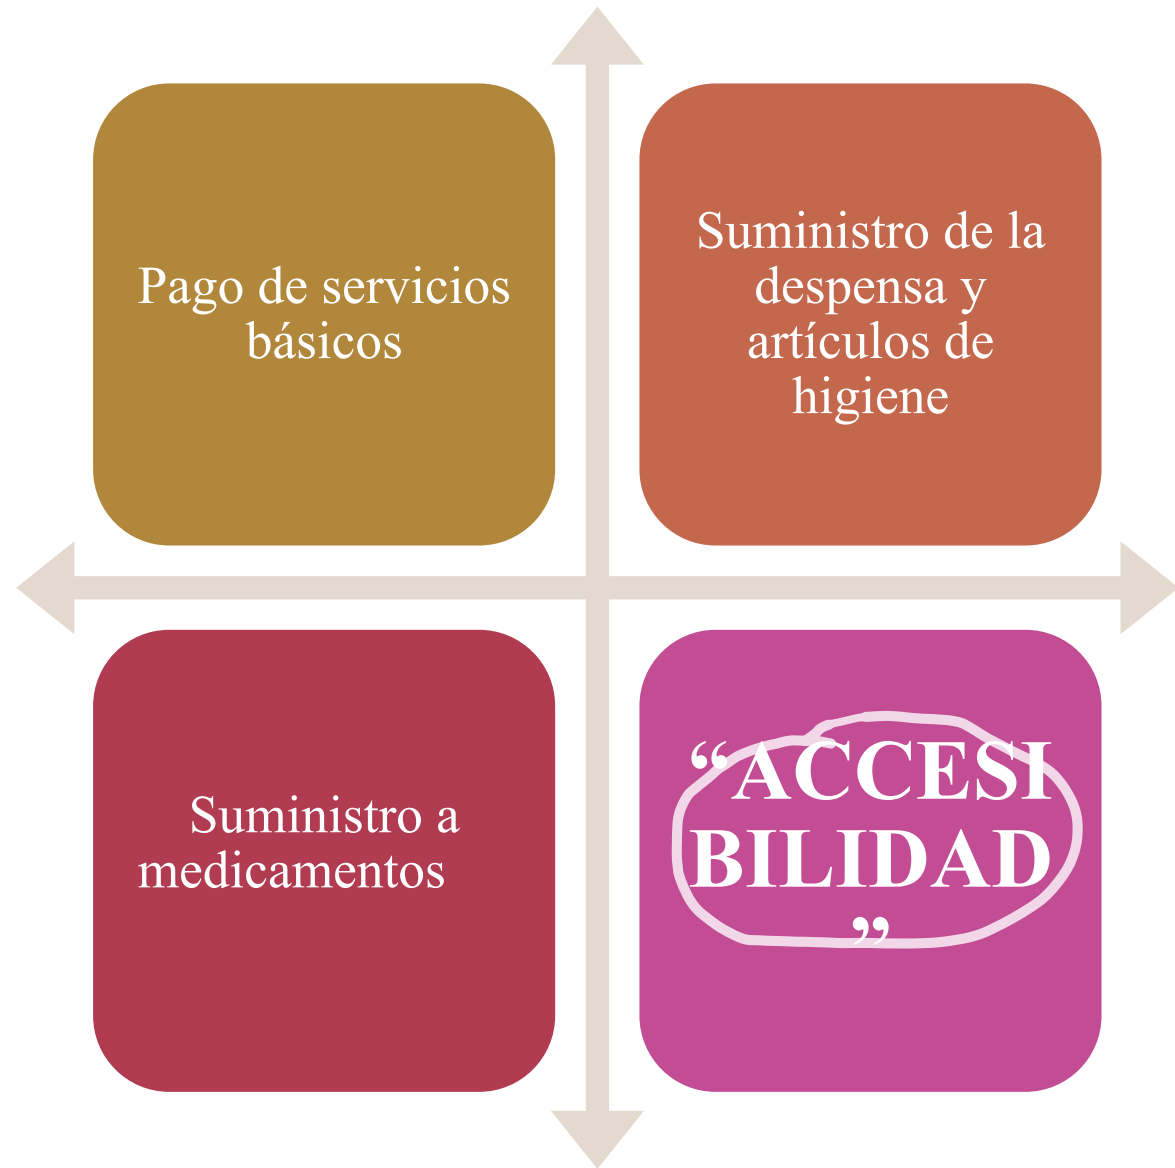 Pago de servicios
básicos
Suministro de la
despensa y
artículos de
higiene
Suministro a
medicamentos
“ACCESI
BILIDAD
”